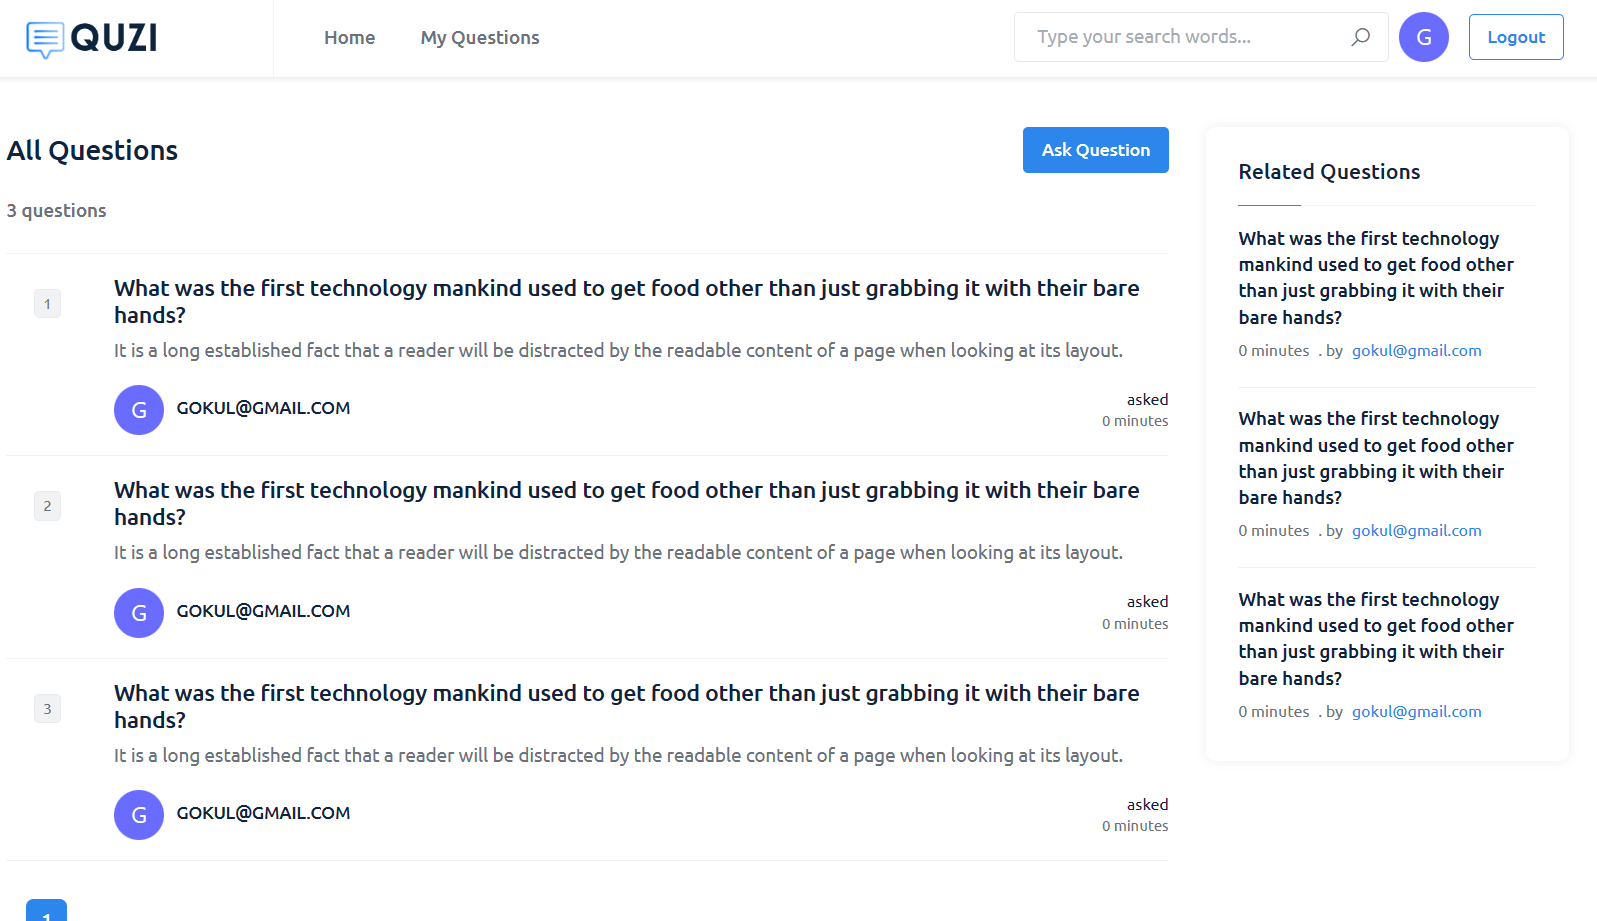 QUZI
Home
My Questions
Type your search words...
G
Logout
All Questions
Ask Question
3 questions
1
What was the first technology mankind used to get food other than just grabbing it with their bare
hands?
It is a long established fact that a reader will be distracted by the readable content of a page when looking at its layout.
G
GOKUL@GMAIL.COM
asked
0 minutes
2
What was the first technology mankind used to get food other than just grabbing it with their bare
hands?
It is a long established fact that a reader will be distracted by the readable content of a page when looking at its layout.
G
GOKUL@GMAIL.COM
asked
0 minutes
3
What was the first technology mankind used to get food other than just grabbing it with their bare
hands?
It is a long established fact that a reader will be distracted by the readable content of a page when looking at its layout.
G
GOKUL@GMAIL.COM
asked
0 minutes
1
Related Questions
What was the first technology
mankind used to get food other
than just grabbing it with their
bare hands?
0 minutes . by gokul@gmail.com
What was the first technology
mankind used to get food other
than just grabbing it with their
bare hands?
0 minutes . by gokul@gmail.com
What was the first technology
mankind used to get food other
than just grabbing it with their
bare hands?
0 minutes . by gokul@gmail.com